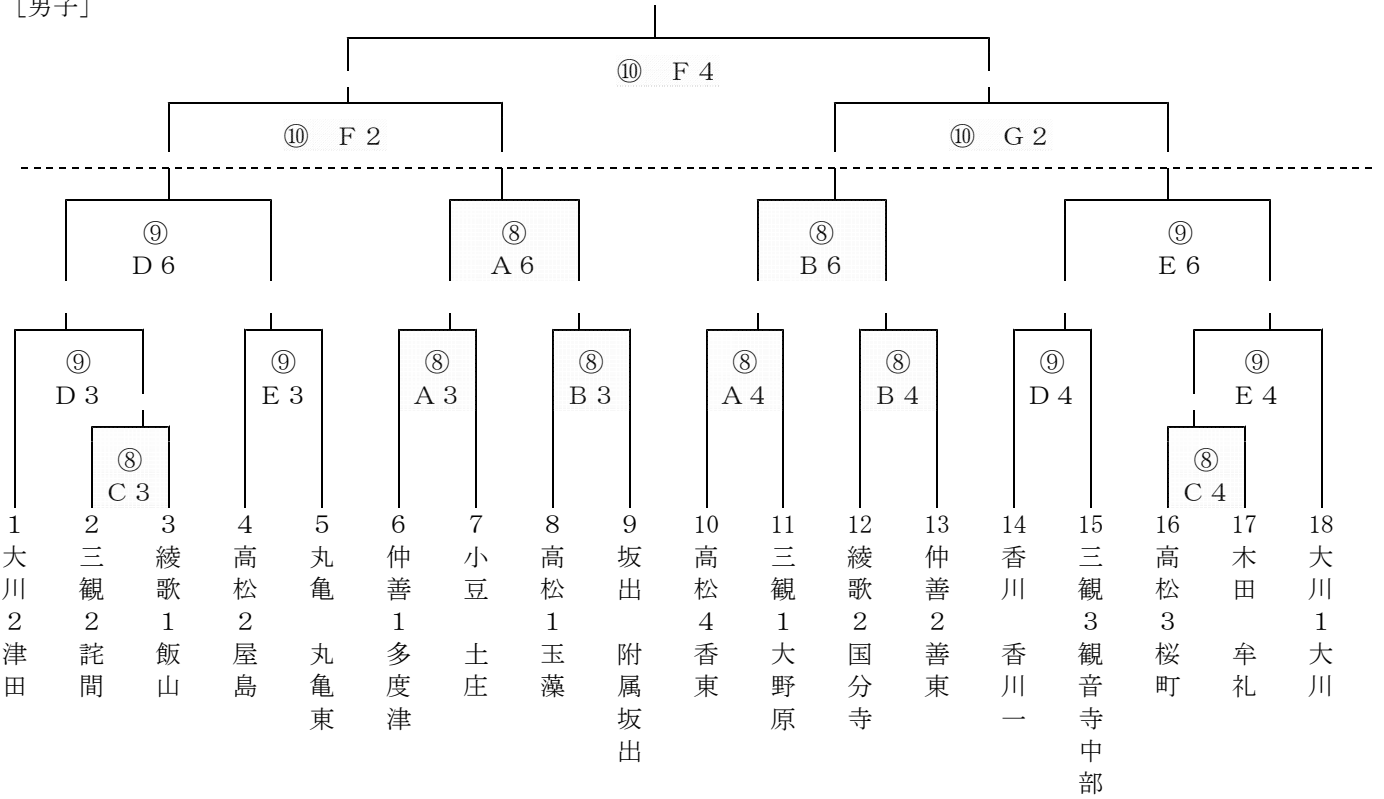 ［男子］
⑩　Ｆ４
⑩　Ｆ２
⑩　Ｇ２
⑨
Ｄ６
⑧
Ａ６
⑧
Ｂ６
⑨
Ｅ６
⑨
Ｄ３
⑨
Ｅ３
⑧
Ａ３
⑧
Ｂ３
⑧
Ａ４
⑧
Ｂ４
⑨
Ｄ４
⑨
Ｅ４
⑧
Ｃ３
⑧
Ｃ４
1 大川２津田
2 三観２詫間
3 綾歌１飯山
4 高松２屋島
5 丸亀　丸亀東
6 仲善１多度津
7 小豆　土庄
8 高松１玉藻
9 坂出　附属坂出
10 高松４香東
11 三観１大野原
12 綾歌２国分寺
13 仲善２善東
14 香川　香川一
15 三観３観音寺中部
16 高松３桜町
17 木田　牟礼
18 大川１大川